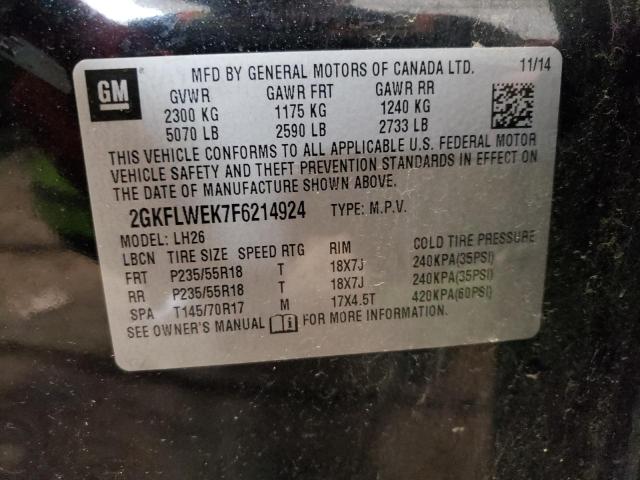 GM
MFD BY GENERAL MOTORS OF CANADA LTD. 11/14
GVWR GAWR FRT GAWR RR
2300 KG 1175 KG 1240 KG
5070 LB 2590 LB 2733 LB
THIS VEHICLE CONFORMS TO ALL APPLICABLE U.S. FEDERAL MOTOR
VEHICLE SAFETY AND THEFT PREVENTION STANDARDS IN EFFECT ON
THE DATE OF MANUFACTURE SHOWN ABOVE.
2GKFLWEK7F6214924 TYPE: M.P.V.
MODEL: LH26
LBCN TIRE SIZE SPEED RTG RIM COLD TIRE PRESSURE
FRT P235/55R18 T 18X7J 240KPA(35PSI)
RR P235/55R18 T 18X7J 240KPA(35PSI)
SPA T145/70R17 M 17X4.5T 420KPA(60PSI)
SEE OWNER'S MANUAL FOR MORE INFORMATION.